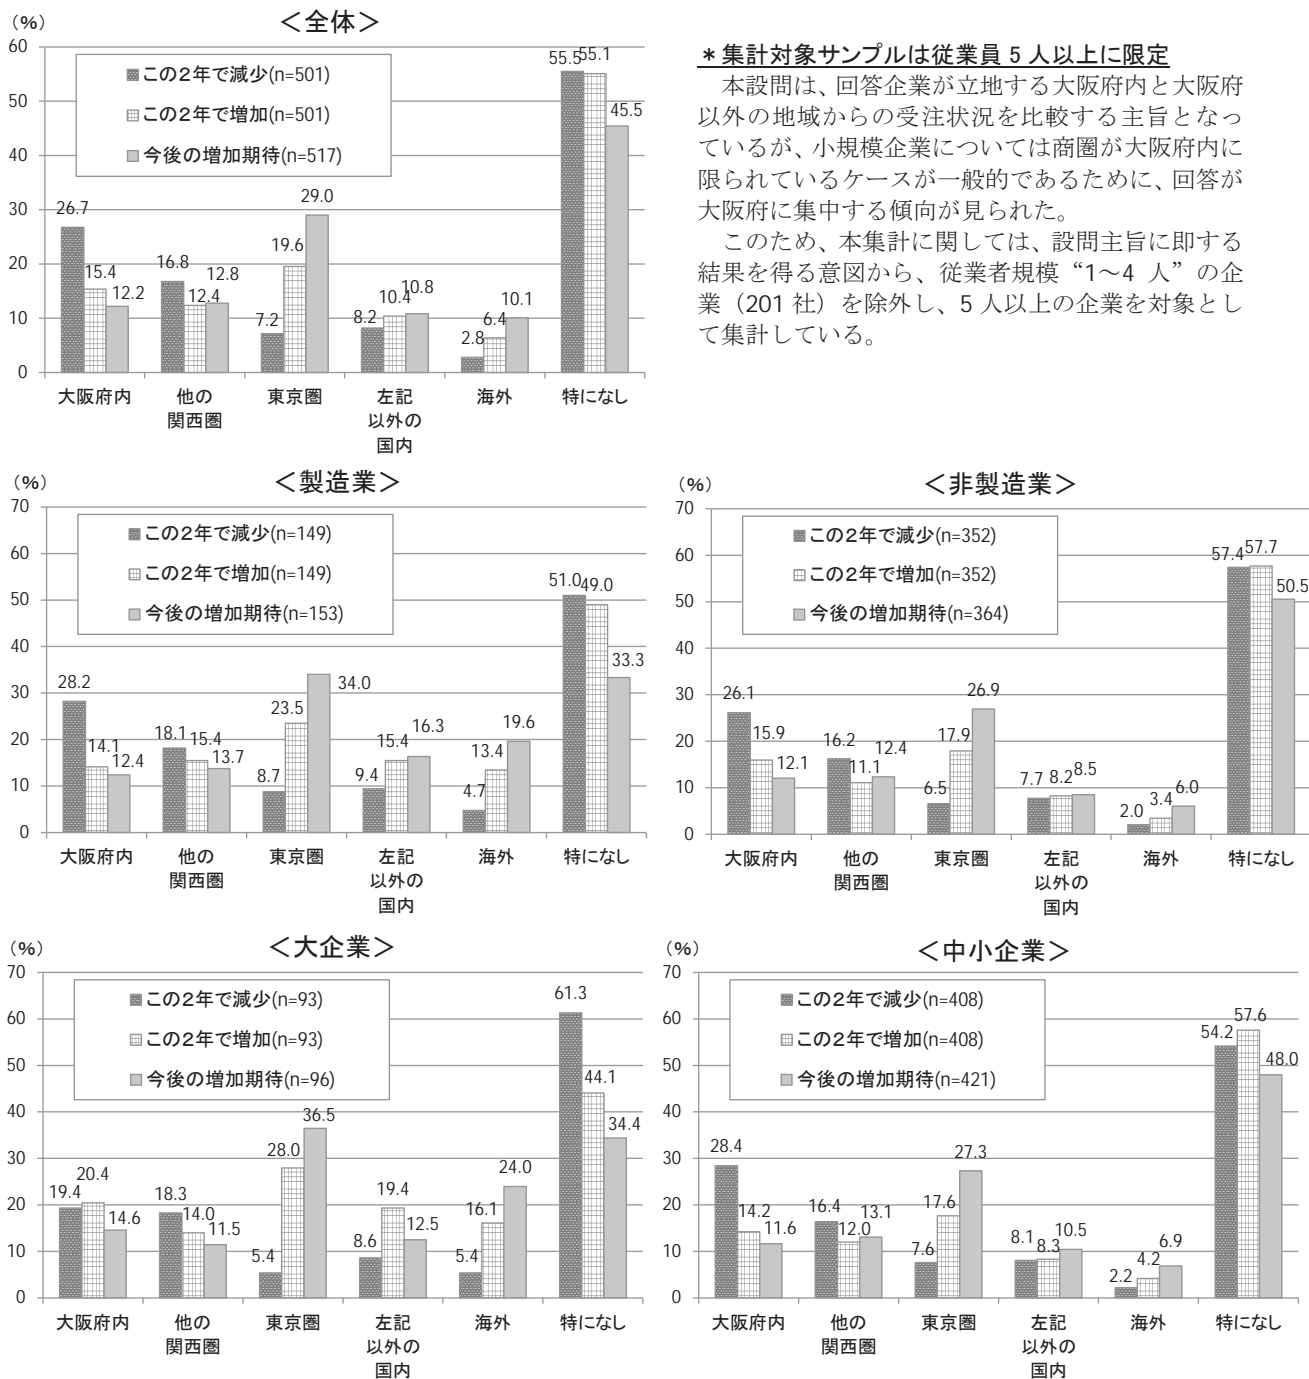 ＜全体＞
（%）
60
50
40
30
20
10
0
この２年で減少(n=501)
この２年で増加(n=501)
今後の増加期待(n=517)
26.7
15.4
12.2
16.8
12.4
12.8
7.2
19.6
29.0
8.2
10.4
10.8
2.8
6.4
10.1
55.5
55.1
45.5
大阪府内
他の
関西圏
東京圏
左記
以外の
国内
海外
特になし
＊集計対象サンプルは従業員 5 人以上に限定
本設問は、回答企業が立地する大阪府内と大阪府
以外の地域からの受注状況を比較する主旨となっ
ているが、小規模企業については商圏が大阪府内に
限られているケースが一般的であるために、回答が
大阪府に集中する傾向が見られた。
このため、本集計に関しては、設問主旨に即する
結果を得る意図から、従業者規模“1～4 人”の企
業（201 社）を除外し、5 人以上の企業を対象とし
て集計している。
＜製造業＞
（%）
70
60
50
40
30
20
10
0
この２年で減少(n=149)
この２年で増加(n=149)
今後の増加期待(n=153)
28.2
14.1
12.4
18.1
15.4
13.7
8.7
23.5
34.0
9.4
15.4
16.3
4.7
13.4
19.6
51.0
49.0
33.3
大阪府内
他の
関西圏
東京圏
左記
以外の
国内
海外
特になし
＜非製造業＞
（%）
70
60
50
40
30
20
10
0
この２年で減少(n=352)
この２年で増加(n=352)
今後の増加期待(n=364)
26.1
15.9
12.1
16.2
11.1
12.4
6.5
17.9
26.9
7.7
8.2
8.5
2.0
3.4
6.0
57.4
57.7
50.5
大阪府内
他の
関西圏
東京圏
左記
以外の
国内
海外
特になし
＜大企業＞
（%）
70
60
50
40
30
20
10
0
この２年で減少(n=93)
この２年で増加(n=93)
今後の増加期待(n=96)
19.4
20.4
14.6
18.3
14.0
11.5
5.4
28.0
36.5
8.6
19.4
12.5
5.4
16.1
24.0
61.3
44.1
34.4
大阪府内
他の
関西圏
東京圏
左記
以外の
国内
海外
特になし
＜中小企業＞
（%）
70
60
50
40
30
20
10
0
この２年で減少(n=408)
この２年で増加(n=408)
今後の増加期待(n=421)
28.4
14.2
11.6
16.4
12.0
13.1
7.6
17.6
27.3
8.1
8.3
10.5
2.2
4.2
6.9
54.2
57.6
48.0
大阪府内
他の
関西圏
東京圏
左記
以外の
国内
海外
特になし